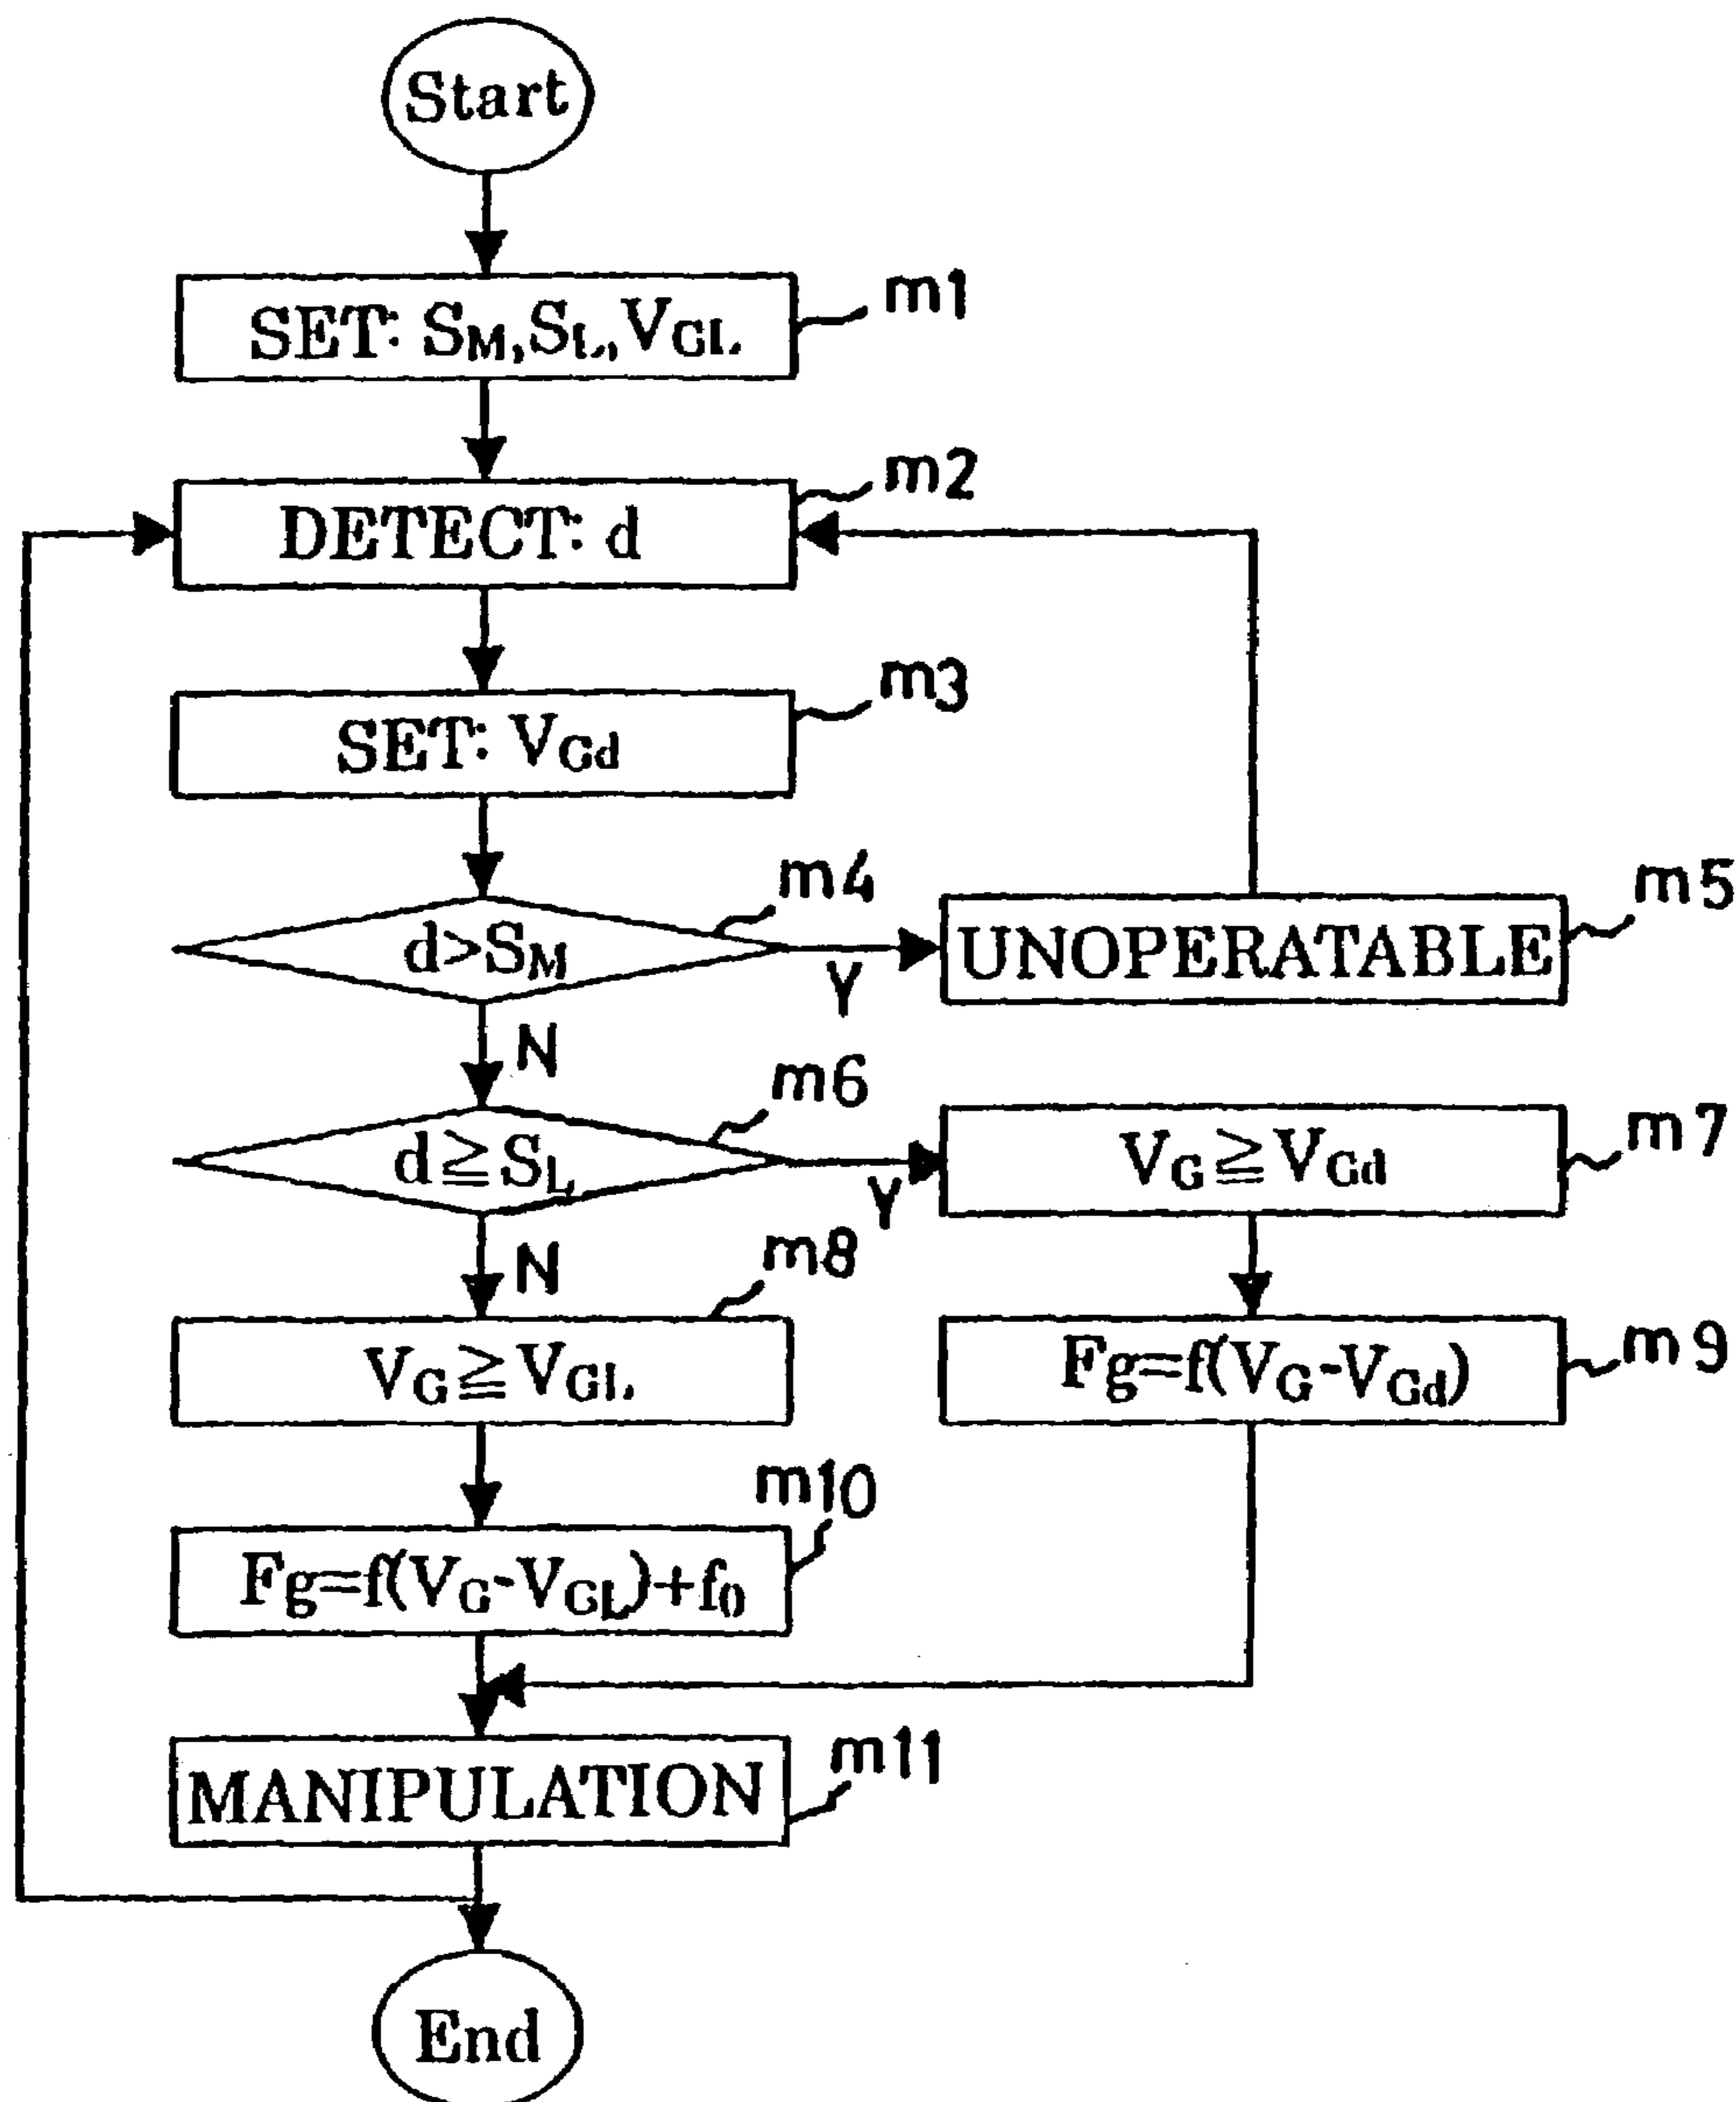 Start
SET: SM,SL,VGL
m1
DETECT: d
m2
SET: VGd
m3
d>SM
m4
Y
UNOPERATABLE
m5
N
d≧SL
m6
Y
VG≧VGd
m7
N
VG≧VGL
m8
Fg=f(VG-VGd)
m9
Fg=f(VG-VGL)+f0
m10
MANIPULATION
m11
End